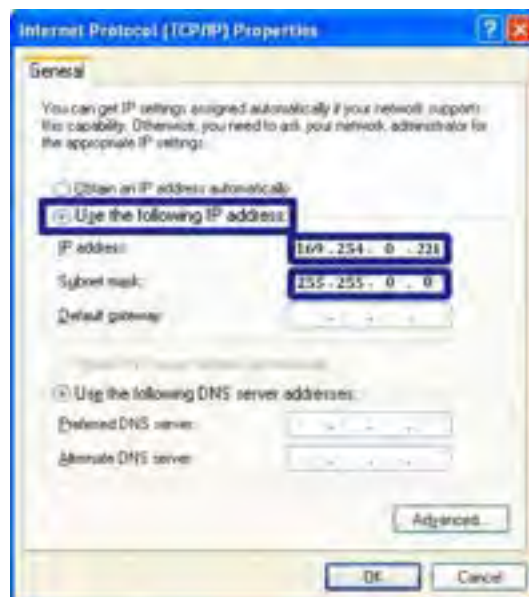 Internet Protocol (TCP/IP) Properties
General
You can get IP settings assigned automatically if your network supports
this capability. Otherwise, you need to ask your network administrator for
the appropriate IP settings.
Obtain an IP address automatically
Use the following IP address:
IP address:
169 . 254 . 0 .
Subnet mask:
255 . 255 . 0 . 0
Default gateway:
Use the following DNS server addresses:
Preferred DNS server:
Alternate DNS server:
Advanced...
OK
Cancel